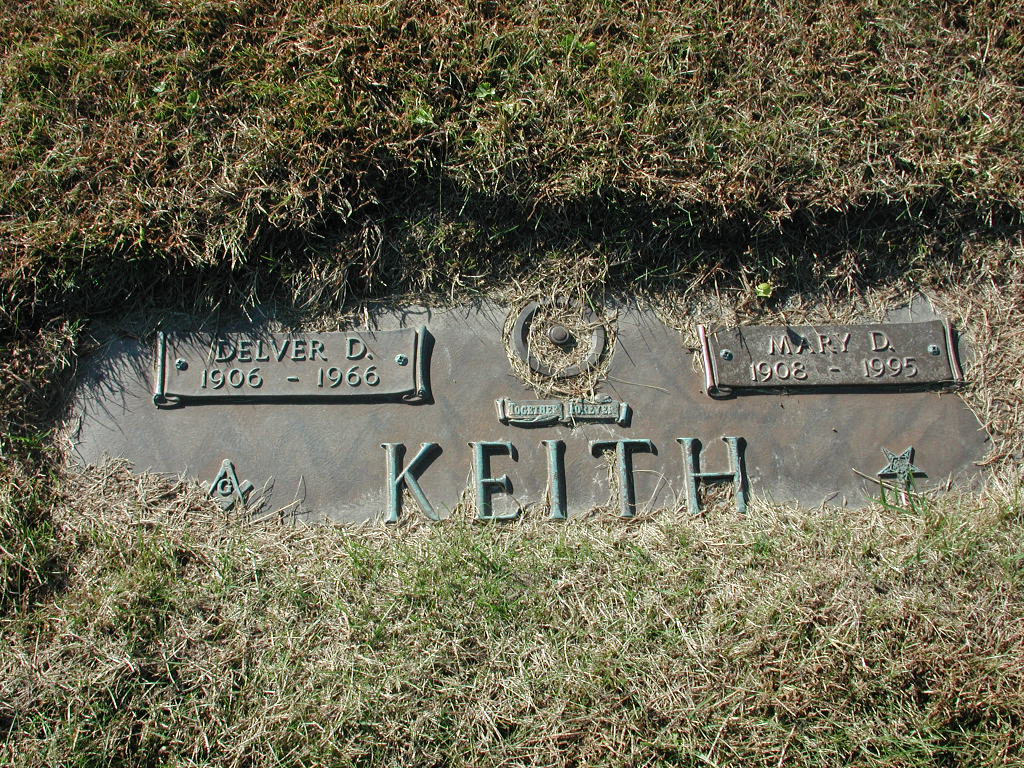 DELVER D.
1906 - 1966
MARY D.
1908 - 1995
TOGETHER FOREVER
KEITH
G